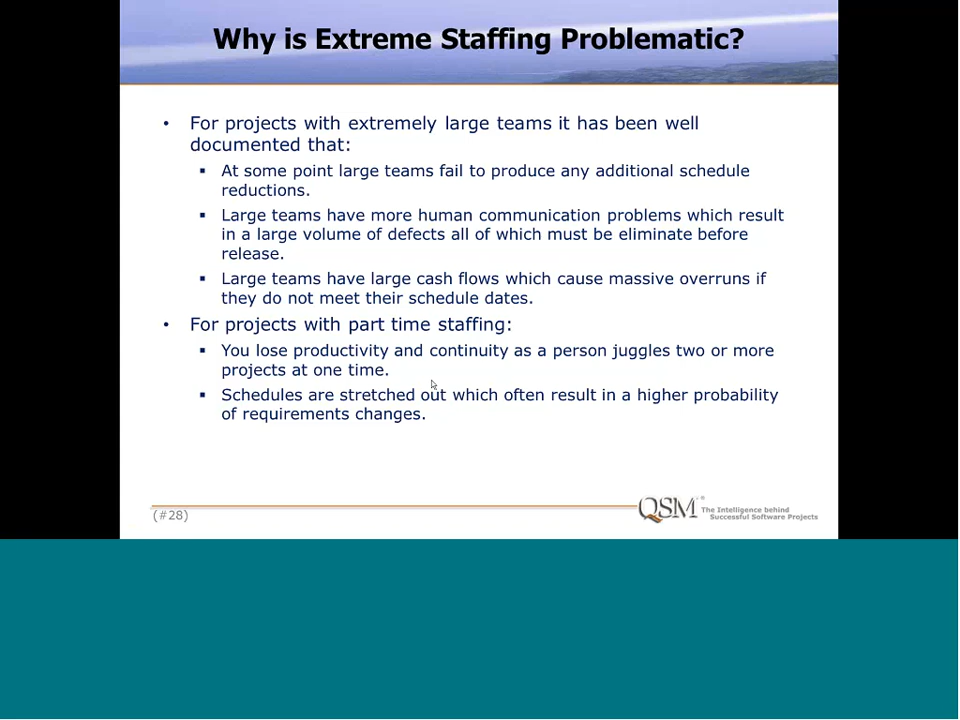 Why is Extreme Staffing Problematic?
• For projects with extremely large teams it has been well
documented that:
▪ At some point large teams fail to produce any additional schedule
reductions.
▪ Large teams have more human communication problems which result
in a large volume of defects all of which must be eliminate before
release.
▪ Large teams have large cash flows which cause massive overruns if
they do not meet their schedule dates.
• For projects with part time staffing:
▪ You lose productivity and continuity as a person juggles two or more
projects at one time.
▪ Schedules are stretched out which often result in a higher probability
of requirements changes.
(#28)
QSM®
The Intelligence behind
Successful Software Projects